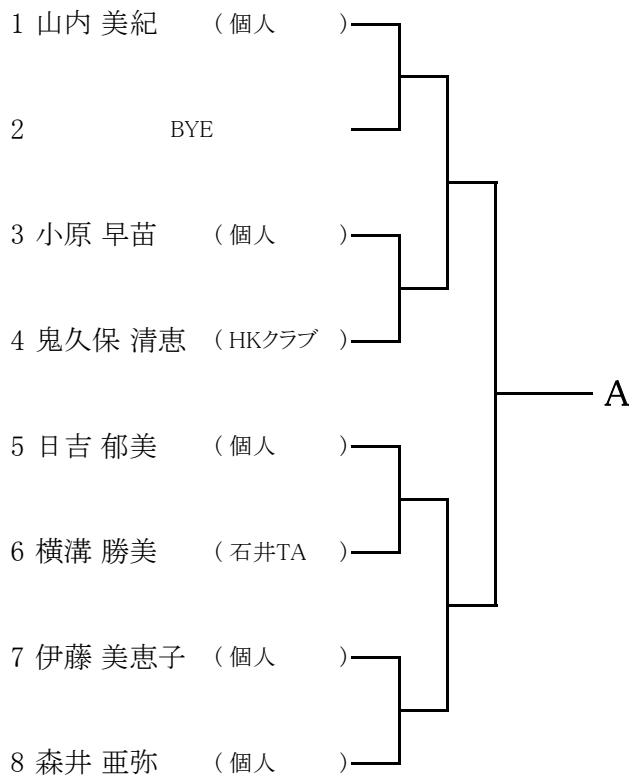 1 山内 美紀 ( 個人 )
2 BYE
3 小原 早苗 ( 個人 )
4 鬼久保 清恵 ( HKクラブ )
A
5 日吉 郁美 ( 個人 )
6 横溝 勝美 ( 石井TA )
7 伊藤 美恵子 ( 個人 )
8 森井 亜弥 ( 個人 )